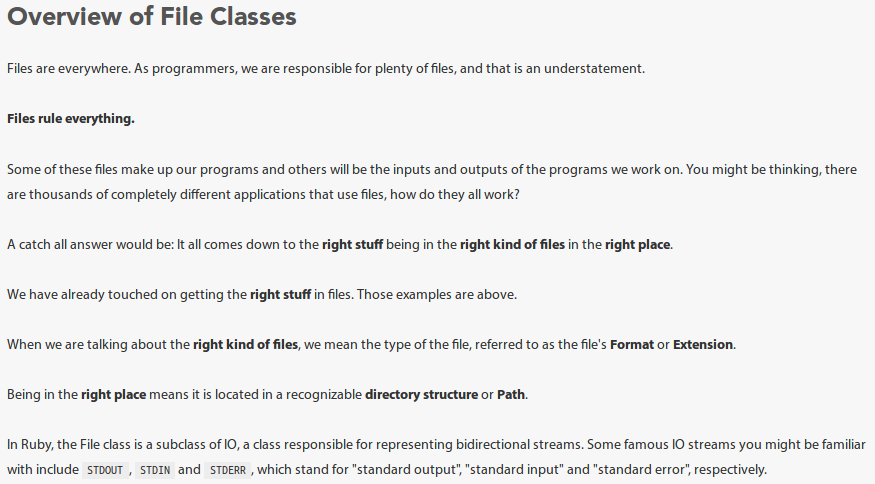 Overview of File Classes
Files are everywhere. As programmers, we are responsible for plenty of files, and that is an understatement.
Files rule everything.
Some of these files make up our programs and others will be the inputs and outputs of the programs we work on. You might be thinking, there
are thousands of completely different applications that use files, how do they all work?
A catch all answer would be: It all comes down to the right stuff being in the right kind of files in the right place.
We have already touched on getting the right stuff in files. Those examples are above.
When we are talking about the right kind of files, we mean the type of the file, referred to as the file's Format or Extension.
Being in the right place means it is located in a recognizable directory structure or Path.
In Ruby, the File class is a subclass of IO, a class responsible for representing bidirectional streams. Some famous IO streams you might be familiar
with include STDOUT , STDIN and STDERR , which stand for "standard output", "standard input" and "standard error", respectively.